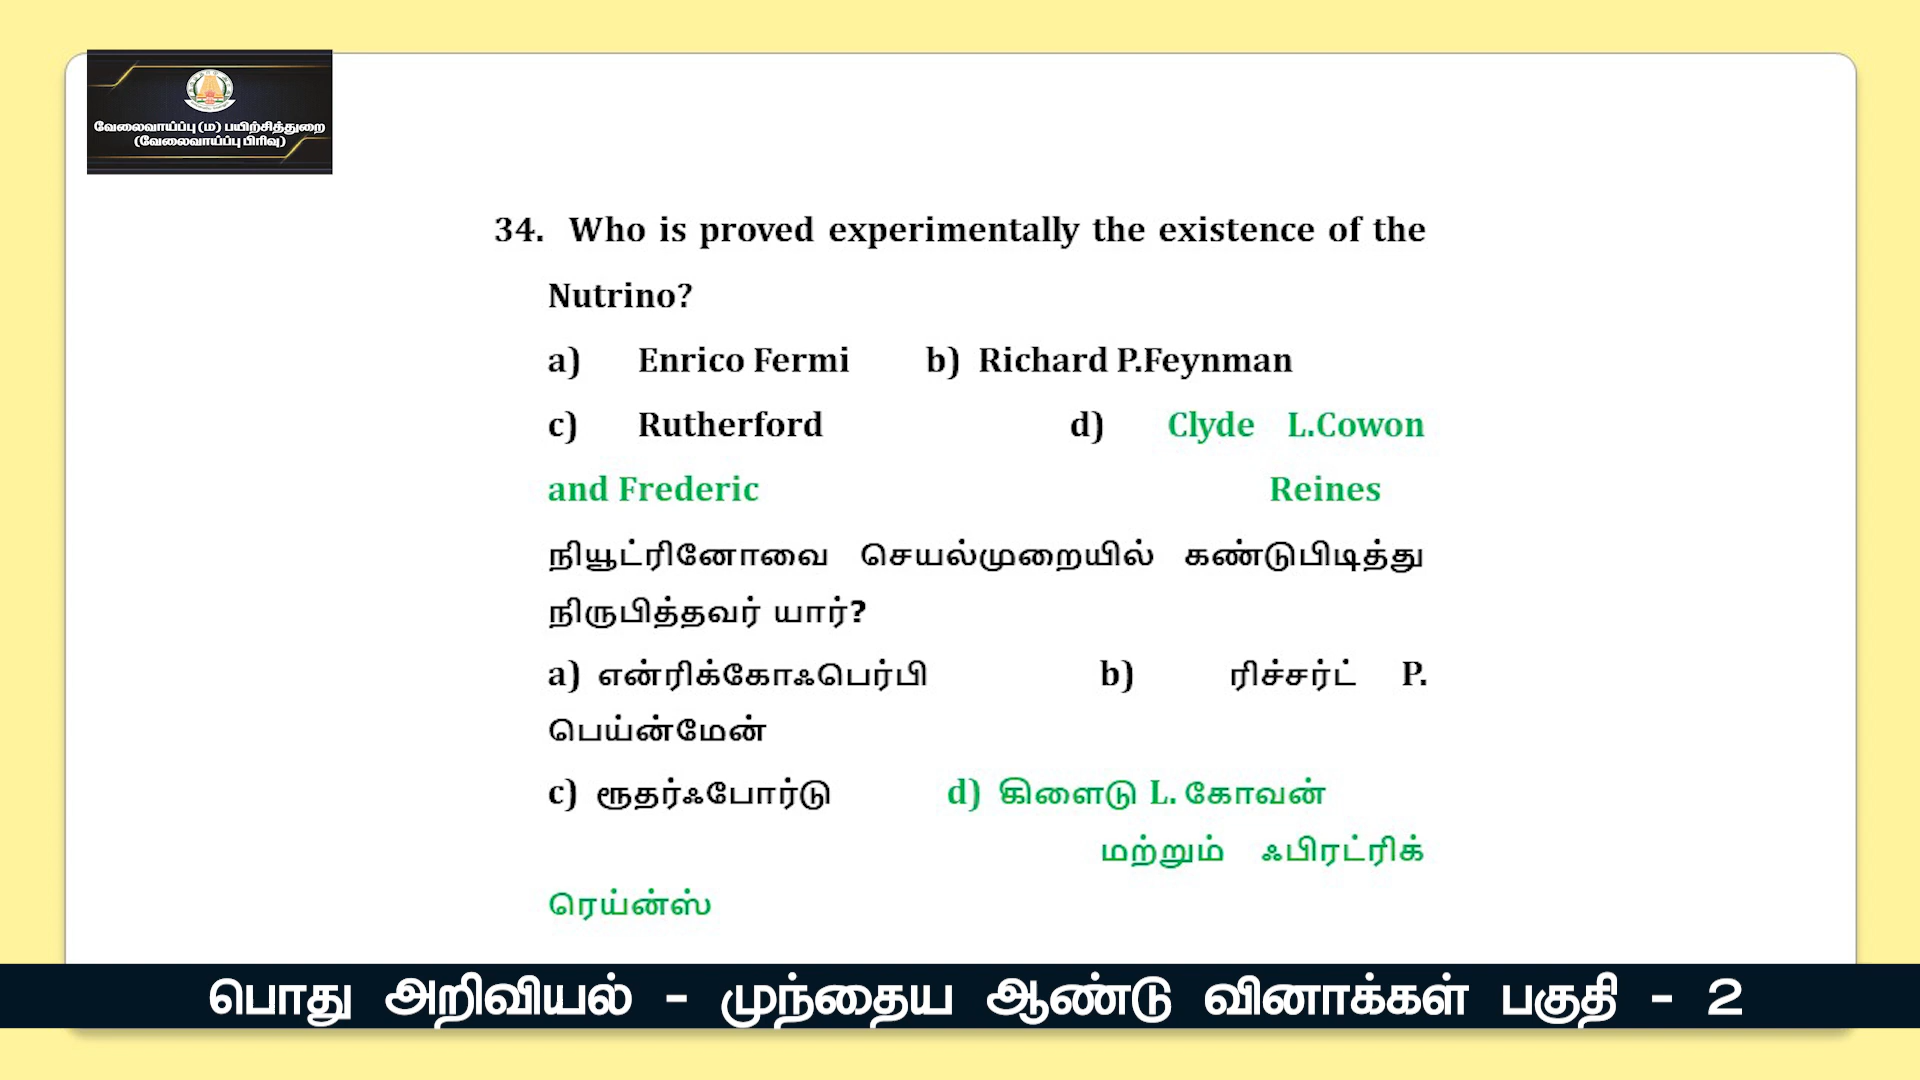 வேலைவாய்ப்பு (ம) பயிற்சித்துறை
(வேலைவாய்ப்பு பிரிவு)
34. Who is proved experimentally the existence of the
Nutrino?
a) Enrico Fermi b) Richard P.Feynman
c) Rutherford d) Clyde L.Cowon
and Frederic Reines
நியூட்ரினோவை செயல்முறையில் கண்டுபிடித்து
நிருபித்தவர் யார்?
a) என்ரிக்கோஃபெர்பி b) ரிச்சர்ட் P.
பெய்ன்மேன்
c) ரூதர்ஃபோர்டு d) கிளைடு L. கோவன்
மற்றும் ஃபிரட்ரிக்
ரெய்ன்ஸ்
பொது அறிவியல் - முந்தைய ஆண்டு வினாக்கள் பகுதி - 2